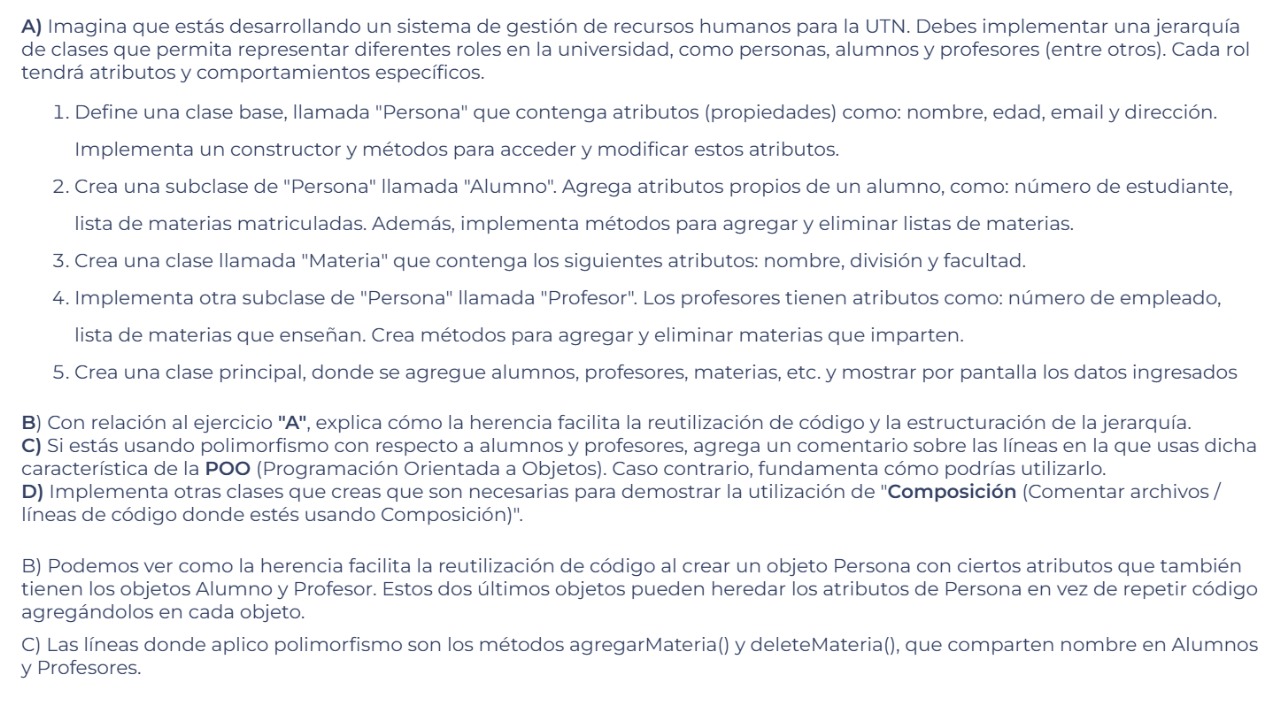 A) Imagina que estás desarrollando un sistema de gestión de recursos humanos para la UTN. Debes implementar una jerarquía
de clases que permita representar diferentes roles en la universidad, como personas, alumnos y profesores (entre otros). Cada rol
tendrá atributos y comportamientos específicos.
1. Define una clase base, llamada "Persona" que contenga atributos (propiedades) como: nombre, edad, email y dirección.
Implementa un constructor y métodos para acceder y modificar estos atributos.
2. Crea una subclase de "Persona" llamada "Alumno". Agrega atributos propios de un alumno, como: número de estudiante,
lista de materias matriculadas. Además, implementa métodos para agregar y eliminar listas de materias.
3. Crea una clase llamada "Materia" que contenga los siguientes atributos: nombre, división y facultad.
4. Implementa otra subclase de "Persona" llamada "Profesor". Los profesores tienen atributos como: número de empleado,
lista de materias que enseñan. Crea métodos para agregar y eliminar materias que imparten.
5. Crea una clase principal, donde se agregue alumnos, profesores, materias, etc. y mostrar por pantalla los datos ingresados
B) Con relación al ejercicio "A", explica cómo la herencia facilita la reutilización de código y la estructuración de la jerarquía.
C) Si estás usando polimorfismo con respecto a alumnos y profesores, agrega un comentario sobre las líneas en la que usas dicha
característica de la POO (Programación Orientada a Objetos). Caso contrario, fundamenta cómo podrías utilizarlo.
D) Implementa otras clases que creas que son necesarias para demostrar la utilización de "Composición (Comentar archivos /
líneas de código donde estés usando Composición)".
B) Podemos ver como la herencia facilita la reutilización de código al crear un objeto Persona con ciertos atributos que también
tienen los objetos Alumno y Profesor. Estos dos últimos objetos pueden heredar los atributos de Persona en vez de repetir código
agregándolos en cada objeto.
C) Las líneas donde aplico polimorfismo son los métodos agregarMateria() y deleteMateria(), que comparten nombre en Alumnos
y Profesores.